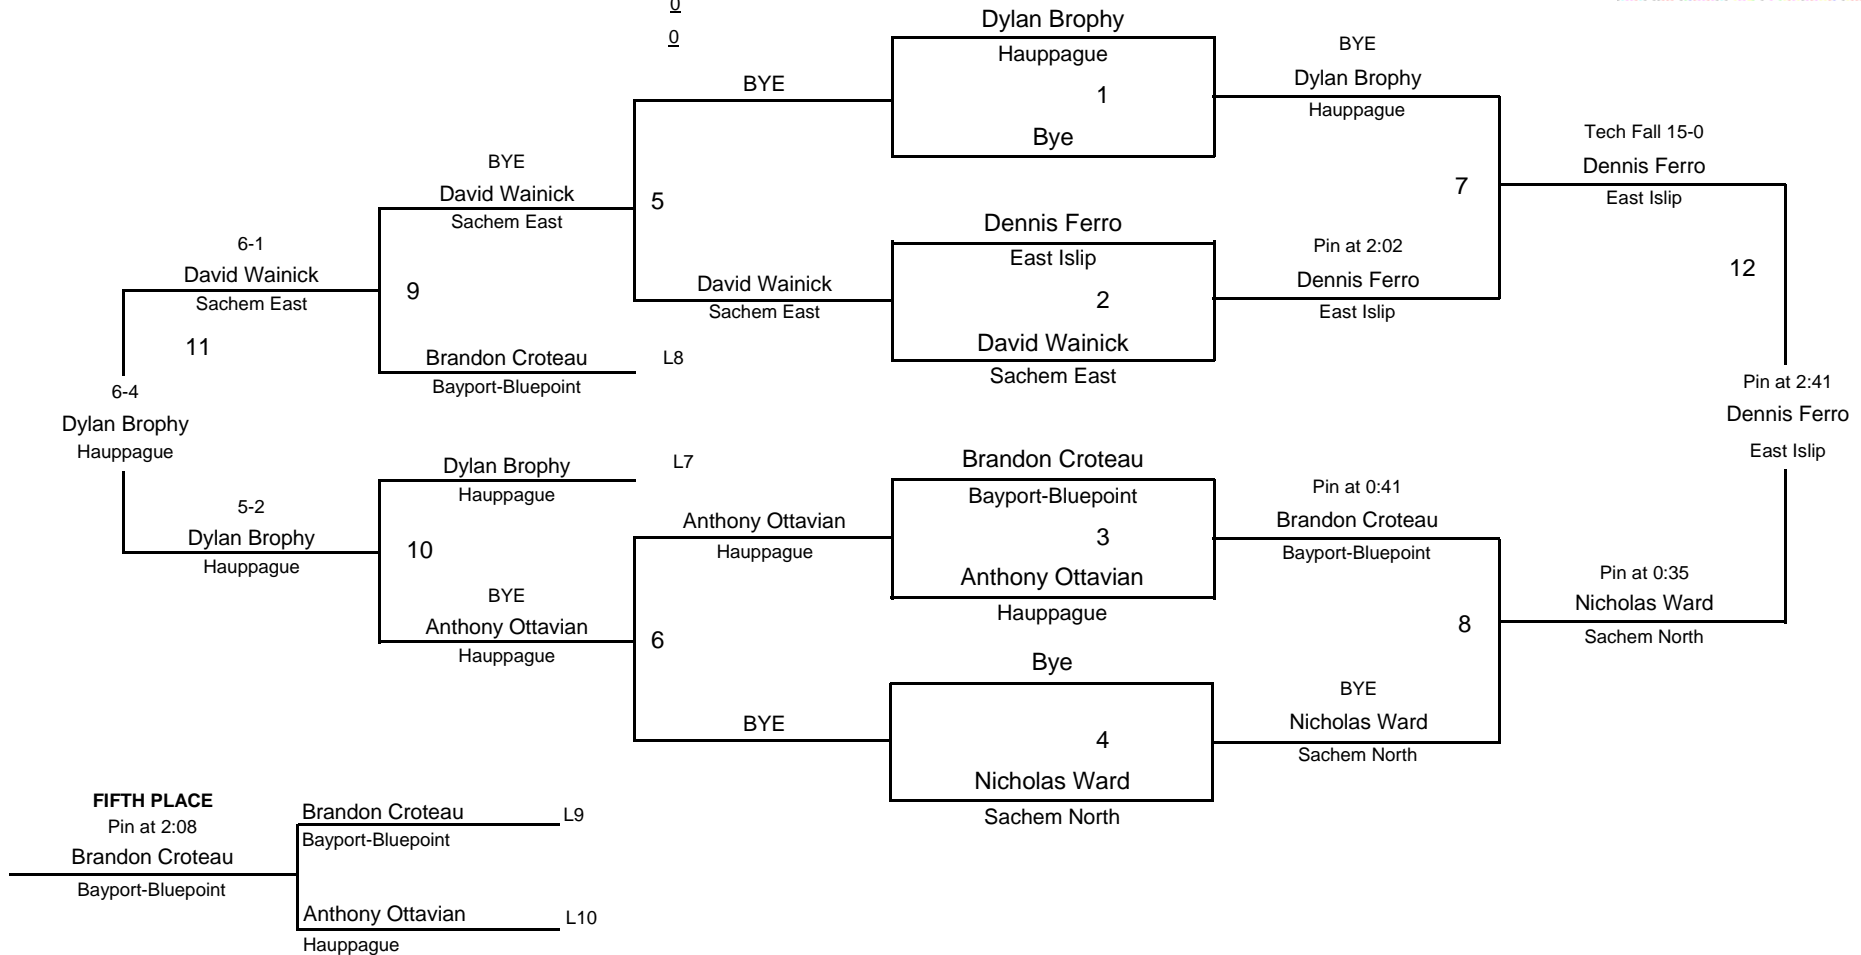 0
0
Dylan Brophy
Hauppague
1
Bye
BYE
BYE
Dylan Brophy
Hauppague
Tech Fall 15-0
Dennis Ferro
East Islip
7
BYE
David Wainick
Sachem East
5
Dennis Ferro
East Islip
2
David Wainick
Sachem East
Pin at 2:02
Dennis Ferro
East Islip
12
6-1
David Wainick
Sachem East
9
David Wainick
Sachem East
11
Brandon Croteau
Bayport-Bluepoint
L8
6-4
Dylan Brophy
Hauppague
Pin at 2:41
Dennis Ferro
East Islip
Dylan Brophy
Hauppague
L7
Brandon Croteau
Bayport-Bluepoint
3
Anthony Ottavian
Hauppague
Pin at 0:41
Brandon Croteau
Bayport-Bluepoint
5-2
Dylan Brophy
Hauppague
10
Anthony Ottavian
Hauppague
BYE
Anthony Ottavian
Hauppague
6
8
Pin at 0:35
Nicholas Ward
Sachem North
Bye
4
Nicholas Ward
Sachem North
BYE
BYE
Nicholas Ward
Sachem North
FIFTH PLACE
Pin at 2:08
Brandon Croteau
Bayport-Bluepoint
Brandon Croteau
Bayport-Bluepoint
L9
Anthony Ottavian
Hauppague
L10